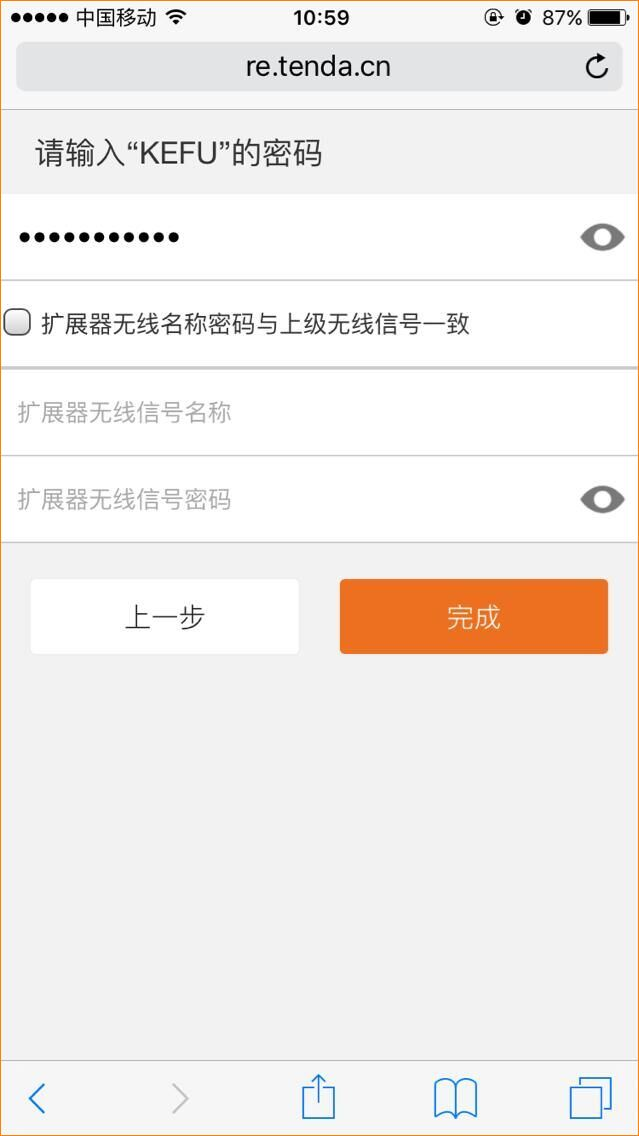 中国移动 10:59 87%
re.tenda.cn
请输入“KEFU”的密码
•••••••••••
扩展器无线名称密码与上级无线信号一致
扩展器无线信号名称
扩展器无线信号密码
上一步 完成